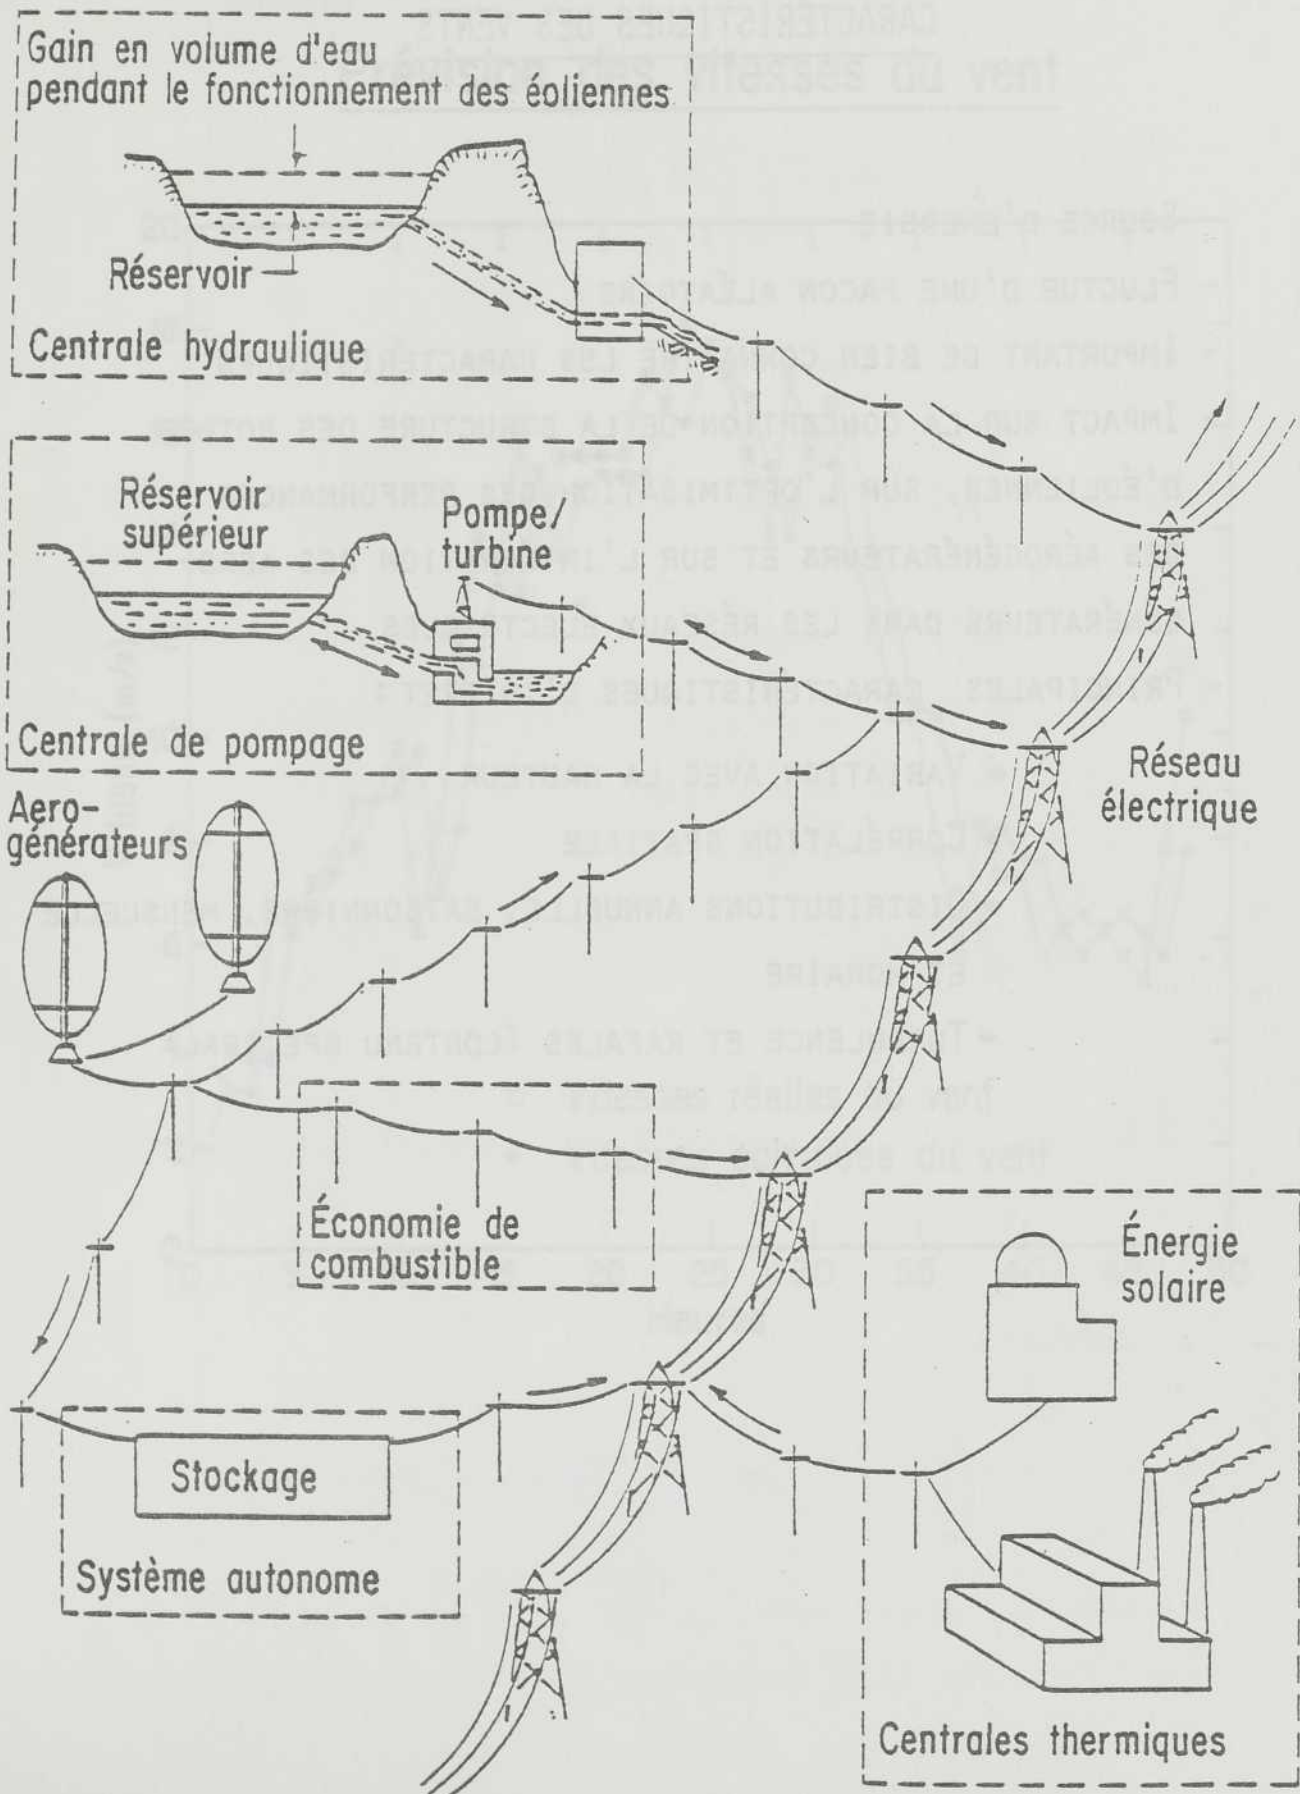 Gain en volume d'eau
pendant le fonctionnement des éoliennes
Réservoir
Centrale hydraulique
Réservoir
supérieur
Pompe/
turbine
Centrale de pompage
Réseau
électrique
Aero-
générateurs
Économie de
combustible
Énergie
solaire
Stockage
Système autonome
Centrales thermiques